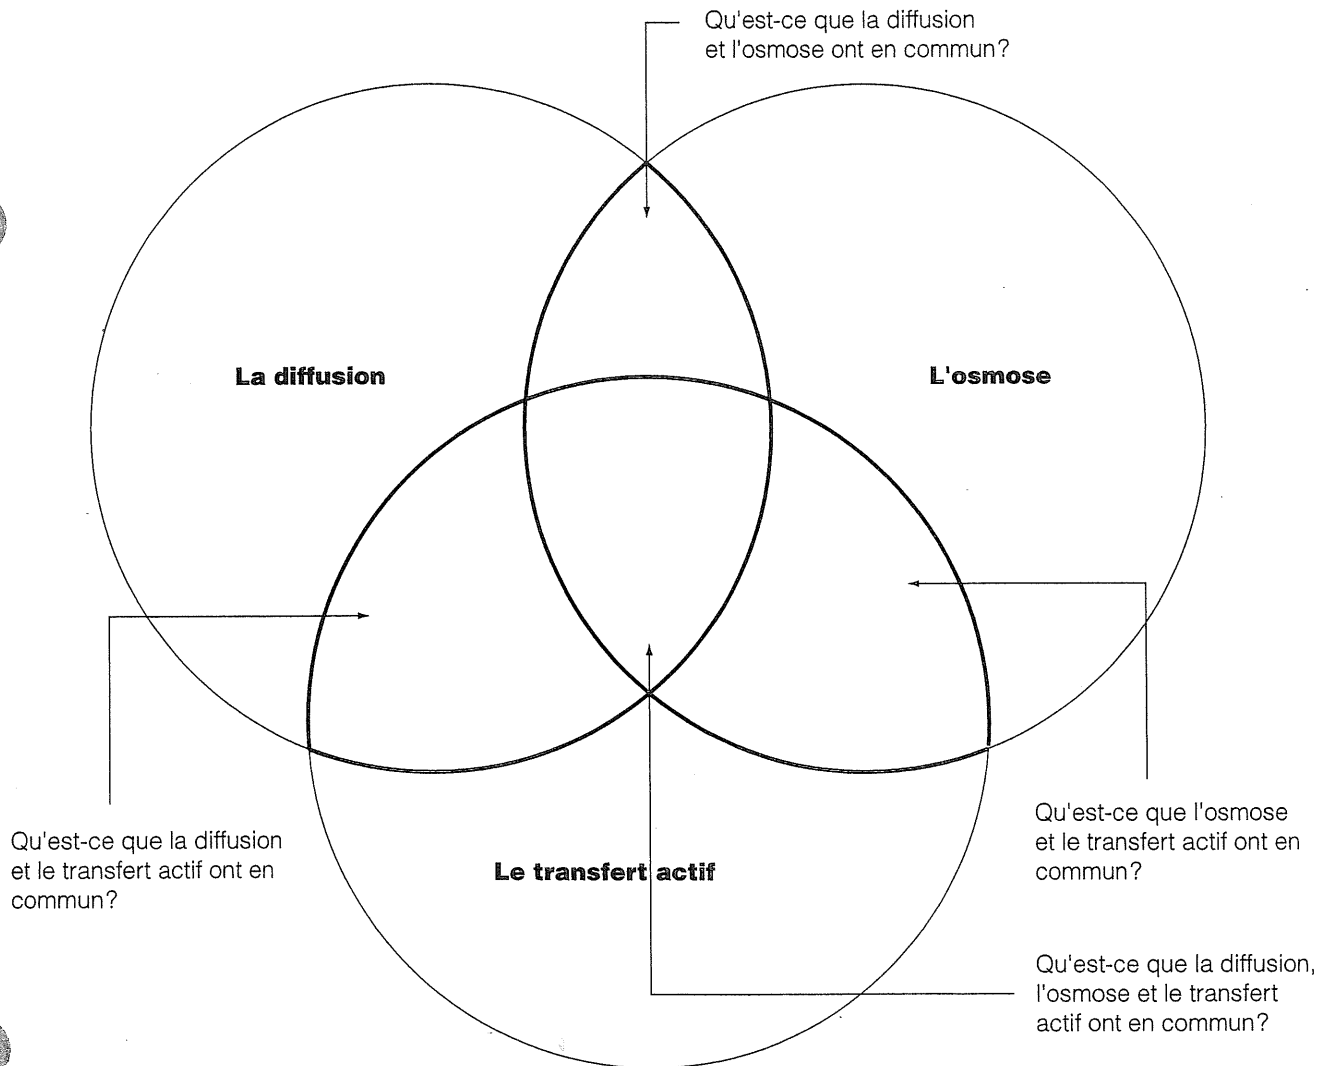 Qu'est-ce que la diffusion
et l'osmose ont en commun?
La diffusion
L'osmose
Qu'est-ce que la diffusion
et le transfert actif ont en
commun?
Le transfert actif
Qu'est-ce que l'osmose
et le transfert actif ont en
commun?
Qu'est-ce que la diffusion,
l'osmose et le transfert
actif ont en commun?